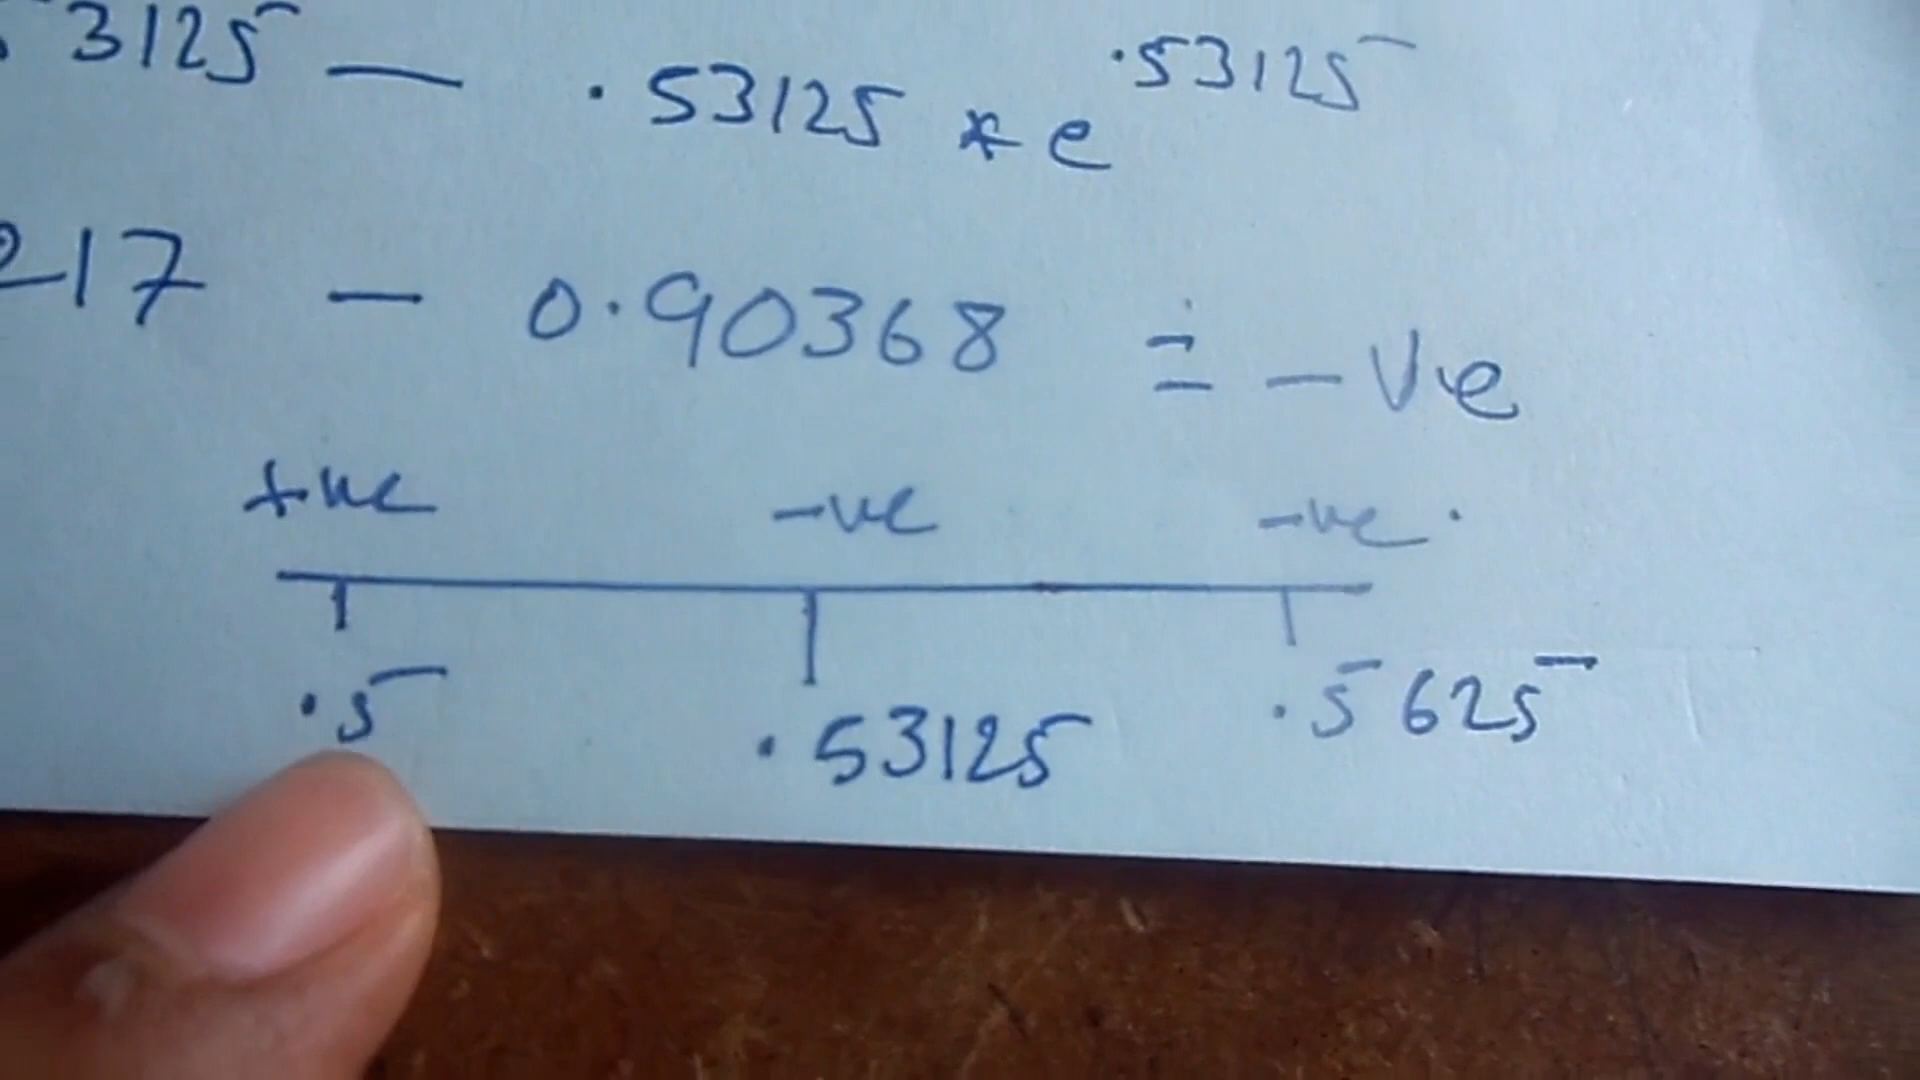 3125 - .53125 * e^.53125
217 - 0.90368 = -ve
+ve -ve -ve.
.5 .53125 .5625